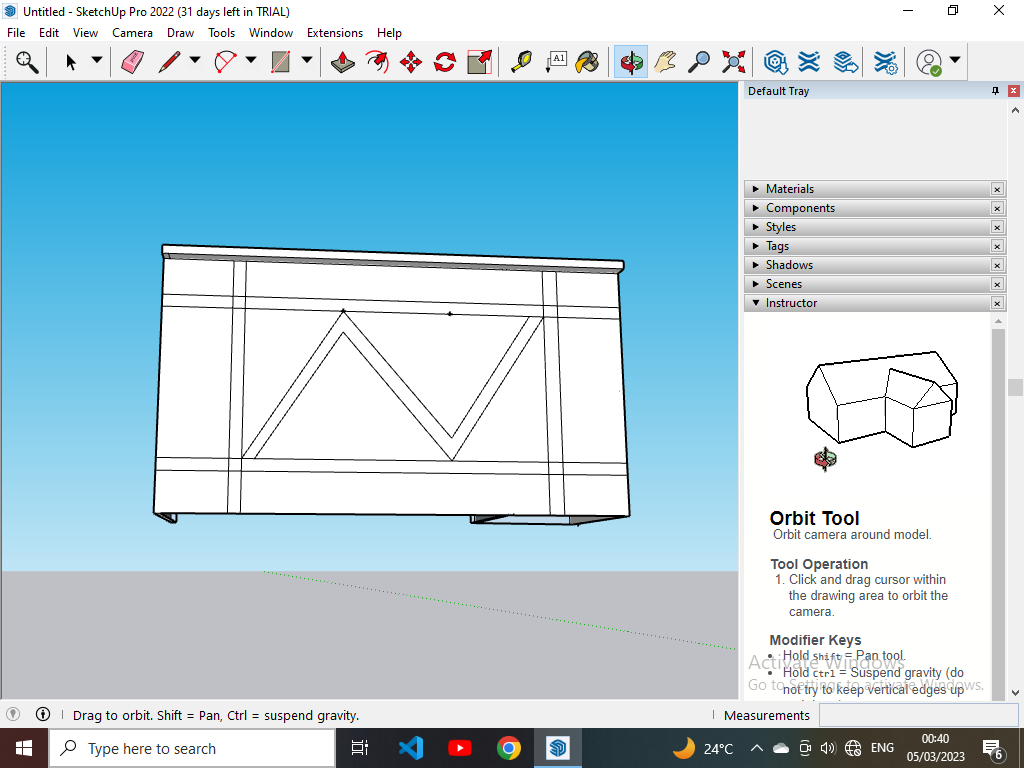 Untitled - SketchUp Pro 2022 (31 days left in TRIAL)
File Edit View Camera Draw Tools Window Extensions Help
A1
Default Tray
Materials
Components
Styles
Tags
Shadows
Scenes
Instructor
Orbit Tool
Orbit camera around model.
Tool Operation
1. Click and drag cursor within
the drawing area to orbit the
camera.
Modifier Keys
• Hold shift = Pan tool.
• Hold ctrl = Suspend gravity (do
not try to keep vertical edges up
Activate Windows
Go to Settings to activate Windows.
Drag to orbit. Shift = Pan, Ctrl = suspend gravity.
Measurements
Type here to search
24°C
ENG
00:40
05/03/2023
6